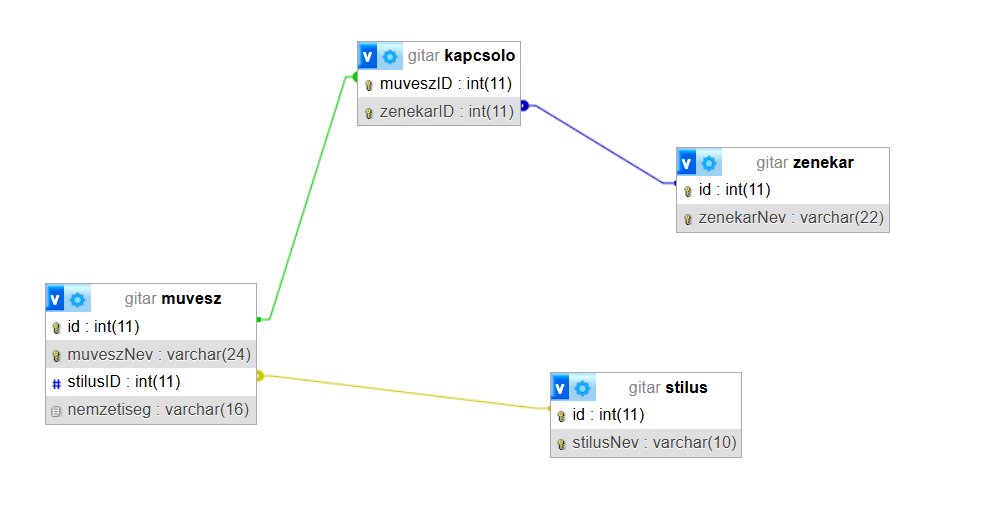 v gitar kapcsolo
muveszID : int(11)
zenekarID : int(11)
v gitar zenekar
id : int(11)
zenekarNev : varchar(22)
v gitar muvesz
id : int(11)
muveszNev : varchar(24)
# stilusID : int(11)
nemzetiseg : varchar(16)
v gitar stilus
id : int(11)
stilusNev : varchar(10)